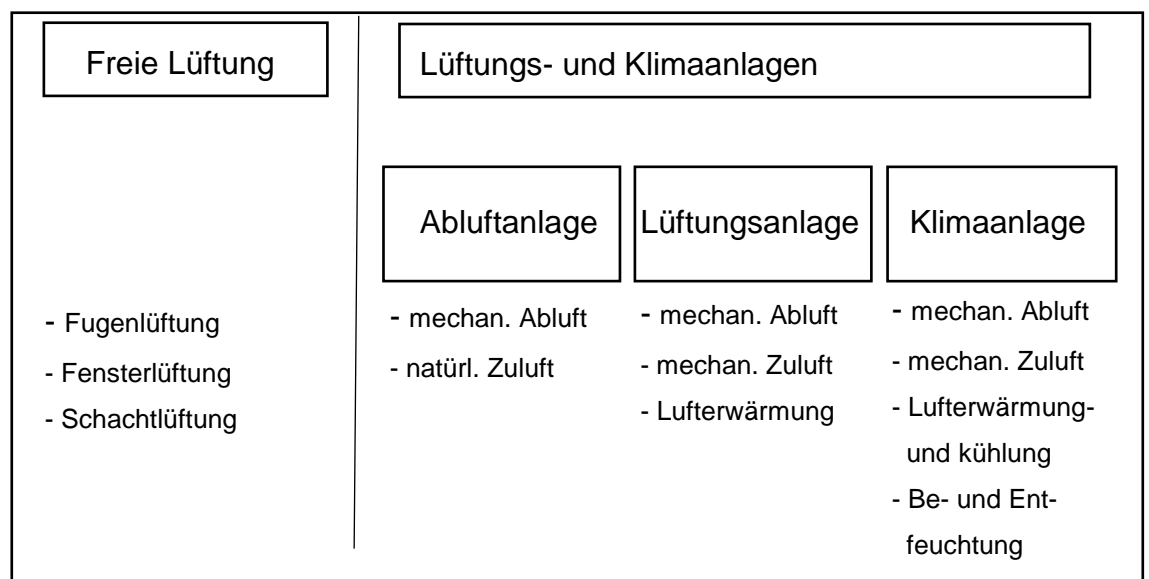 Freie Lüftung
- Fugenlüftung
- Fensterlüftung
- Schachtlüftung
Lüftungs- und Klimaanlagen
Abluftanlage
- mechan. Abluft
- natürl. Zuluft
Lüftungsanlage
- mechan. Abluft
- mechan. Zuluft
- Lufterwärmung
Klimaanlage
- mechan. Abluft
- mechan. Zuluft
- Lufterwärmung-
und kühlung
- Be- und Ent-
feuchtung